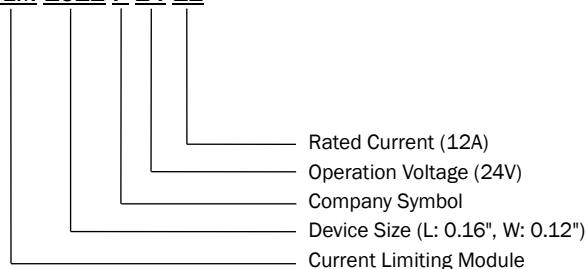 Rated Current (12A)
Operation Voltage (24V)
Company Symbol
Device Size (L: 0.16", W: 0.12")
Current Limiting Module